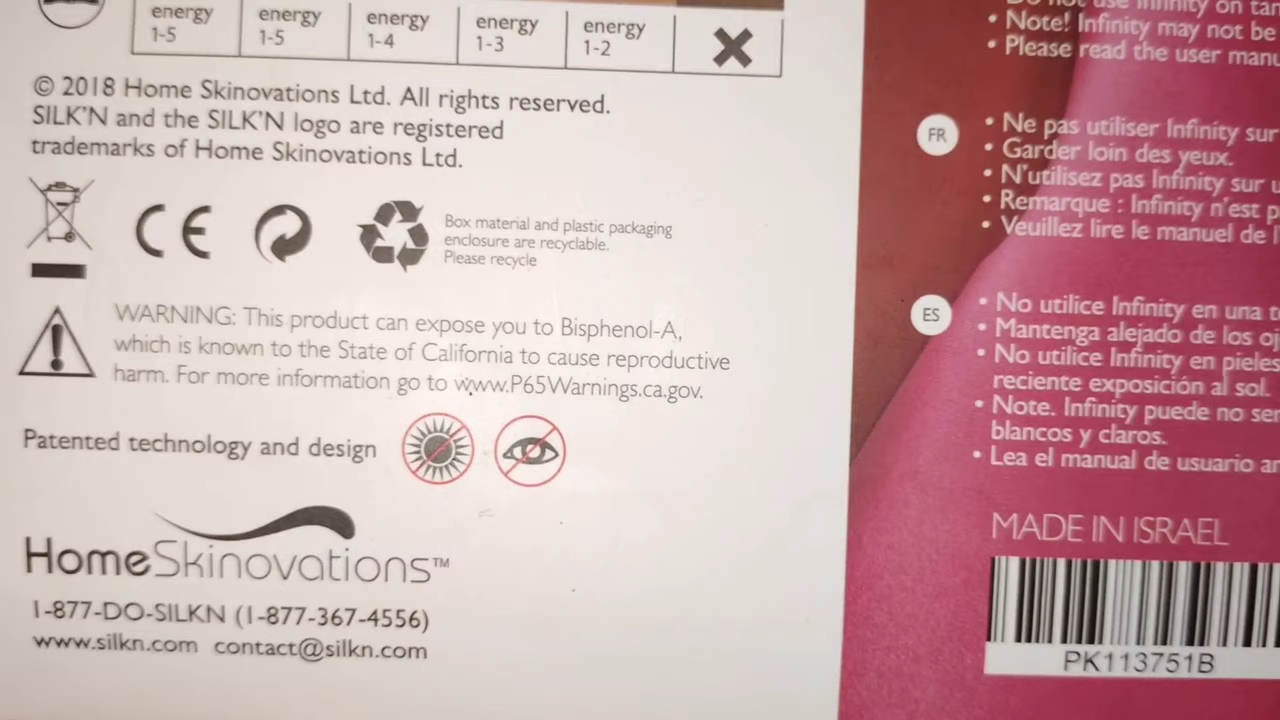 energy
1-5
energy
1-5
energy
1-4
energy
1-3
energy
1-2
© 2018 Home Skinovations Ltd. All rights reserved.
SILK'N and the SILK'N logo are registered
trademarks of Home Skinovations Ltd.
CE
Box material and plastic packaging
enclosure are recyclable.
Please recycle
WARNING: This product can expose you to Bisphenol-A,
which is known to the State of California to cause reproductive
harm. For more information go to www.P65Warnings.ca.gov.
Patented technology and design
HomeSkinovations™
1-877-DO-SILKN (1-877-367-4556)
www.silkn.com contact@silkn.com
use Infinity on tan
• Note! Infinity may not be
• Please read the user manu
FR
• Ne pas utiliser Infinity sur
• Garder loin des yeux.
• N'utilisez pas Infinity sur
• Remarque : Infinity n'est p
• Veuillez lire le manuel de l'
ES
• No utilice Infinity en una
• Mantenga alejado de los oj
• No utilice Infinity en pieles
reciente exposición al sol.
• Note. Infinity puede no ser
blancos y claros.
• Lea el manual de usuario an
MADE IN ISRAEL
PK113751B